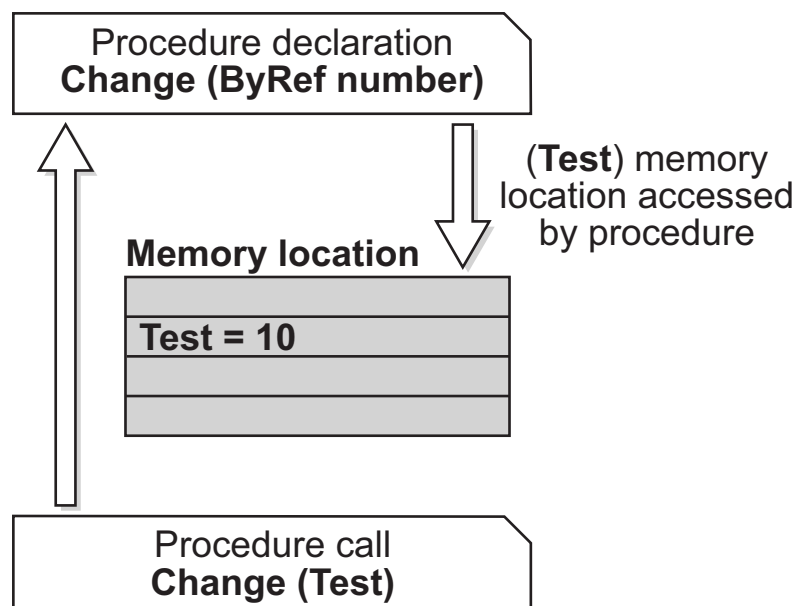 Procedure declaration
Change (ByRef number)
(Test) memory
location accessed
by procedure
Memory location
Test = 10
Procedure call
Change (Test)